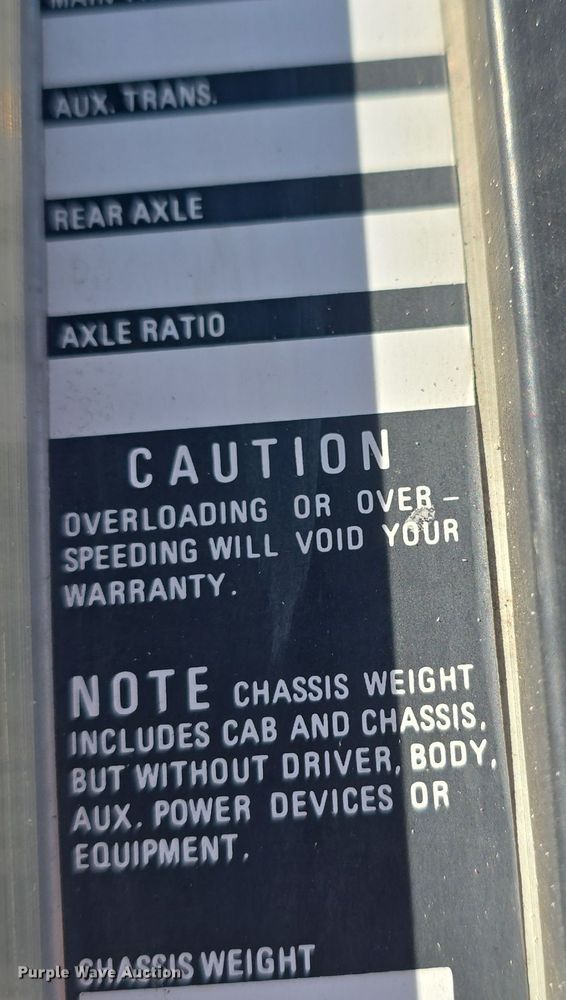 AUX. TRANS.
REAR AXLE
AXLE RATIO
CAUTION
OVERLOADING OR OVER-
SPEEDING WILL VOID YOUR
WARRANTY.
NOTE CHASSIS WEIGHT
INCLUDES CAB AND CHASSIS,
BUT WITHOUT DRIVER, BODY,
AUX. POWER DEVICES OR
EQUIPMENT.
CHASSIS WEIGHT
Purple Wave Auction